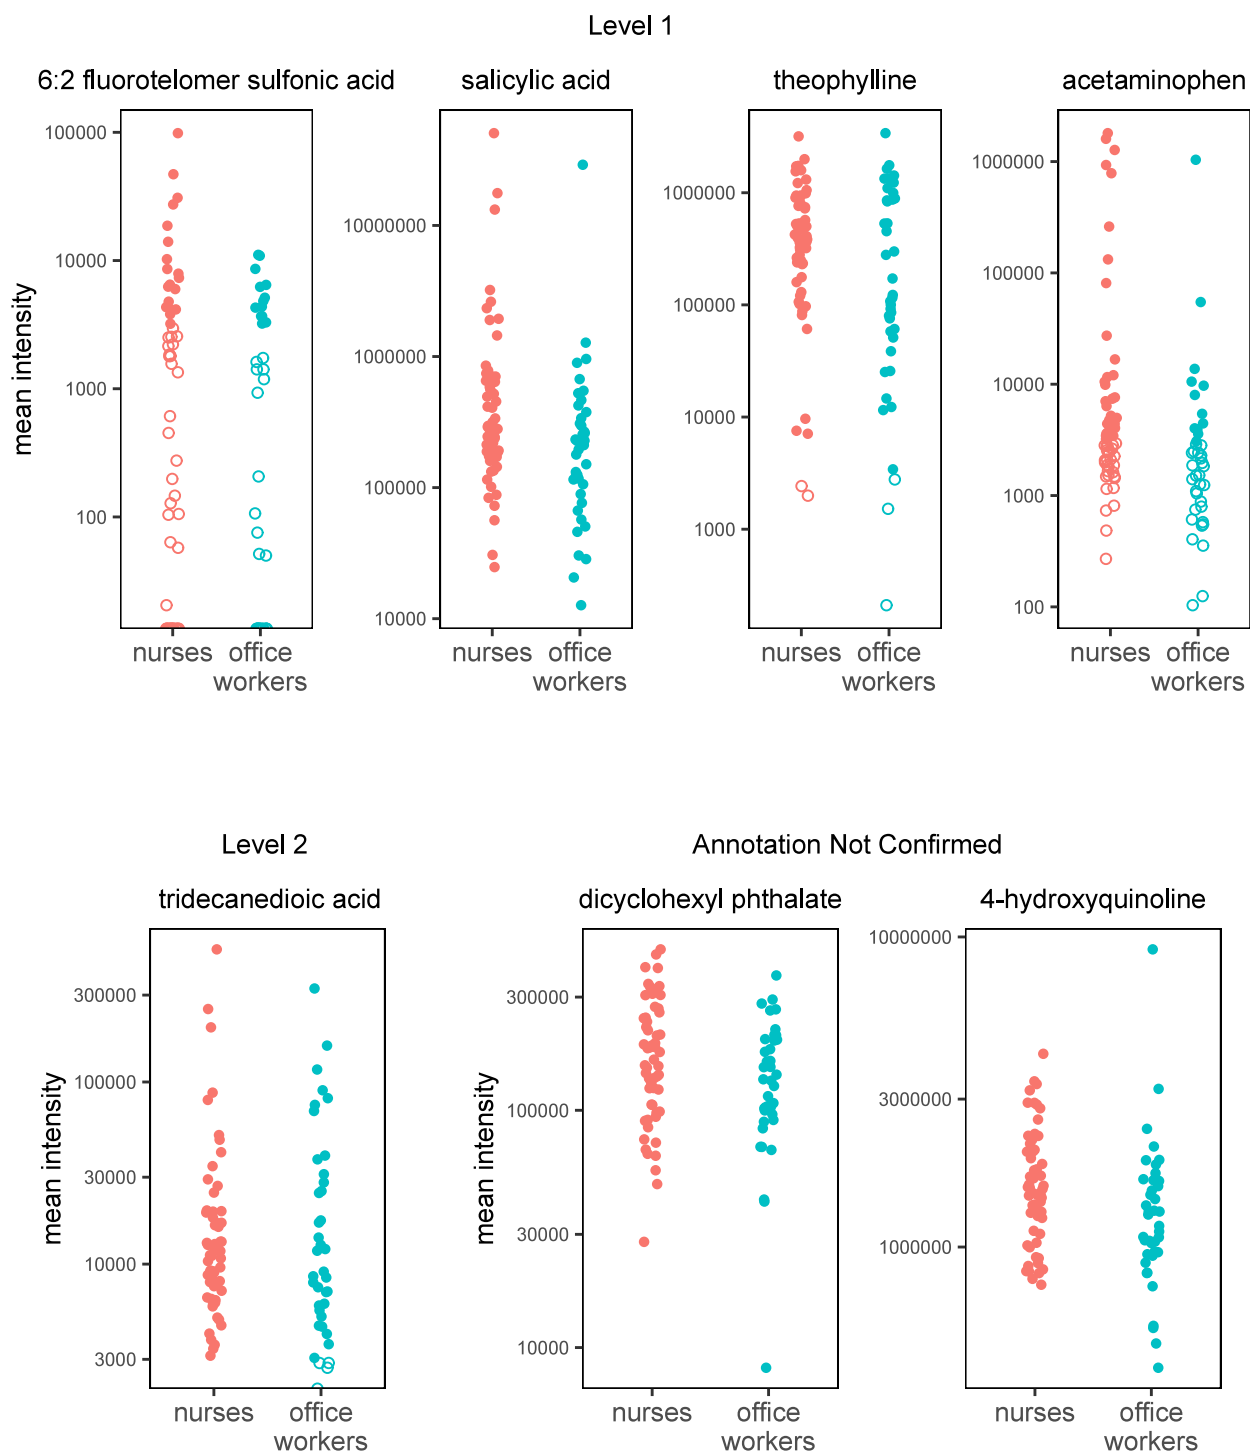 Level 1
6:2 fluorotelomer sulfonic acid
salicylic acid
theophylline
acetaminophen
mean intensity
100000
10000
1000
100
10000000
1000000
100000
10000
1000000
100000
10000
1000
1000000
100000
10000
1000
100
nurses
office
workers
nurses
office
workers
nurses
office
workers
nurses
office
workers
Level 2
Annotation Not Confirmed
tridecanedioic acid
dicyclohexyl phthalate
4-hydroxyquinoline
mean intensity
300000
100000
30000
10000
3000
mean intensity
300000
100000
30000
10000
10000000
3000000
1000000
nurses
office
workers
nurses
office
workers
nurses
office
workers